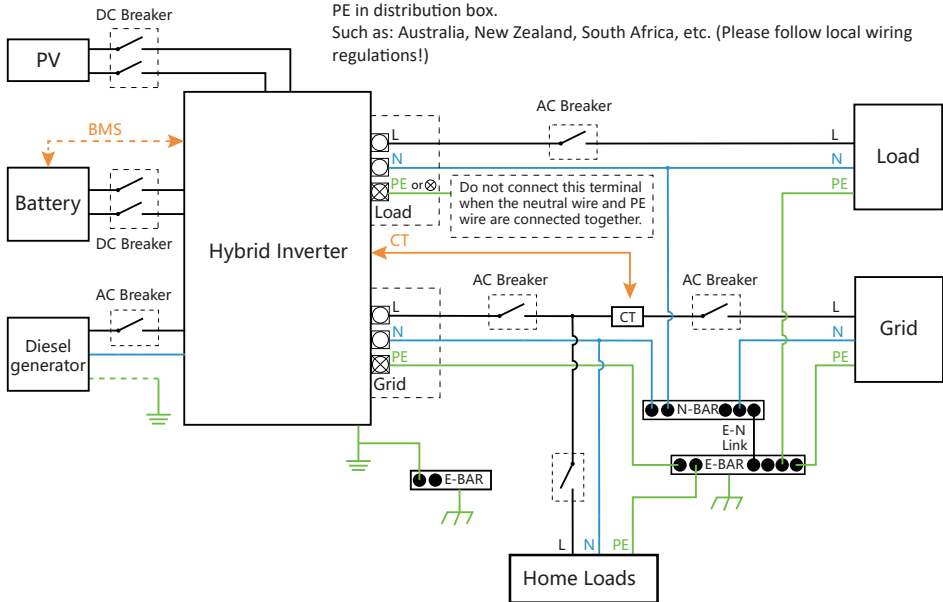 PE in distribution box.
Such as: Australia, New Zealand, South Africa, etc. (Please follow local wiring
regulations!)
DC Breaker
PV
BMS
Battery
DC Breaker
Hybrid Inverter
AC Breaker
Diesel
generator
L
N
PE or
Load
Do not connect this terminal
when the neutral wire and PE
wire are connected together.
AC Breaker
L
N
PE
Load
CT
L
N
PE
Grid
AC Breaker
CT
AC Breaker
L
N
PE
Grid
N-BAR
E-N
Link
E-BAR
E-BAR
L N PE
Home Loads